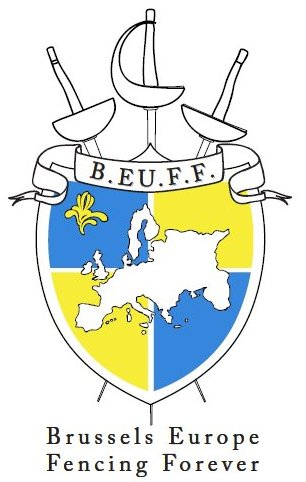 B.EU.F.F.
Brussels Europe
Fencing Forever